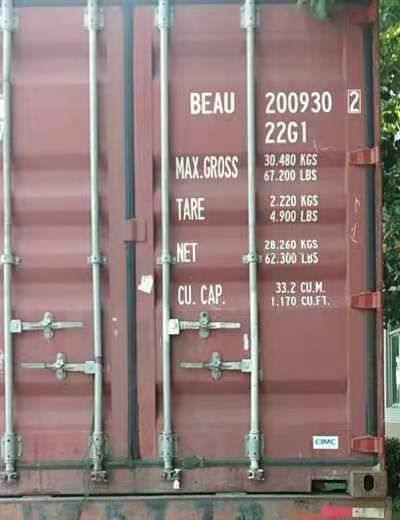 BEAU 200930 2
22G1
MAX.GROSS 30.480 KGS
67.200 LBS
TARE 2.220 KGS
4.900 LBS
NET 28.260 KGS
62.300 LBS
CU. CAP. 33.2 CU.M.
1.170 CU.FT.
CIMC